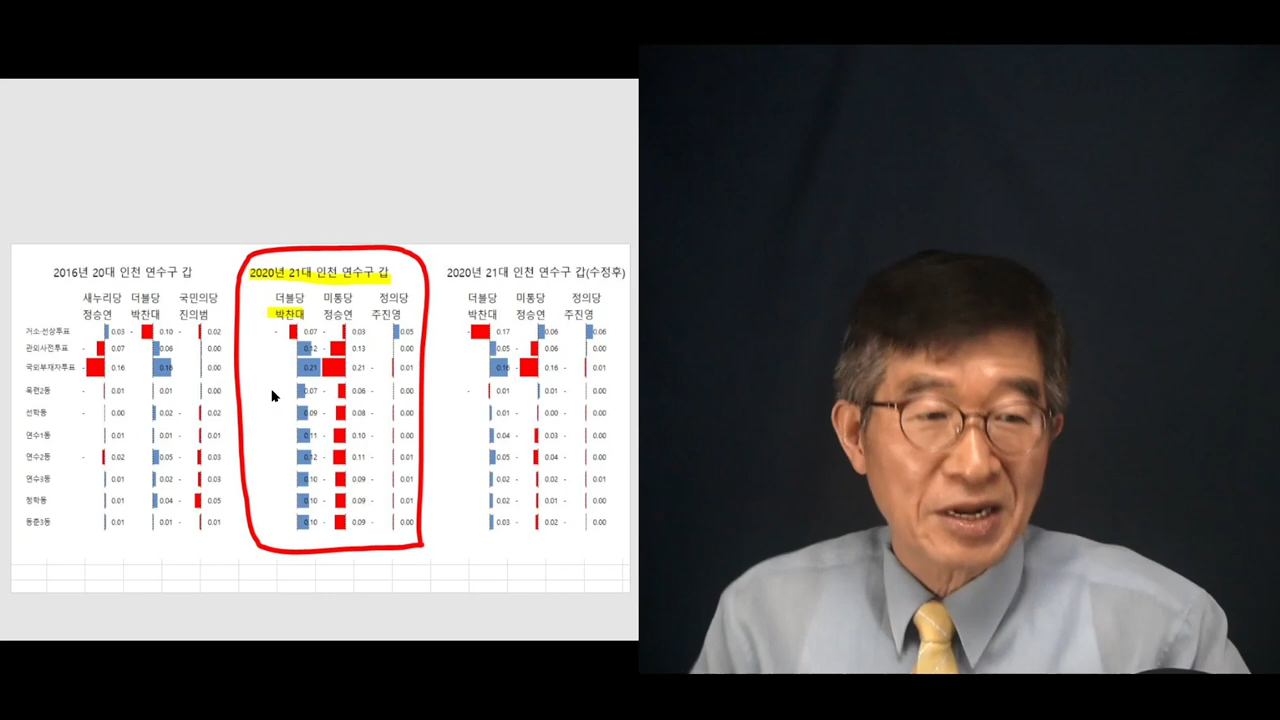 2016년 20대 인천 연수구 갑 2020년 21대 인천 연수구 갑 2020년 21대 인천 연수구 갑(수정후)
새누리당 더블당 국민의당 더블당 미통당 정의당 더블당 미통당 정의당
정승연 박찬대 진의범 박찬대 정승연 주진영 박찬대 정승연 주진영
거소·선상투표 0.03 - 0.10 - 0.02 - 0.07 - 0.03 0.05 - 0.17 0.06 0.06
관외사전투표 - 0.07 0.06 0.00 0.12 - 0.13 0.00 0.05 - 0.06 0.00
국외부재자투표 - 0.16 0.16 0.00 0.21 - 0.21 - 0.01 0.16 - 0.16 - 0.01
옥련2동 - 0.01 0.01 0.00 0.07 - 0.06 - 0.00 - 0.01 0.01 - 0.00
선학동 - 0.00 0.02 - 0.02 0.09 - 0.08 - 0.00 0.01 - 0.00 - 0.00
연수1동 0.01 0.01 - 0.01 0.11 - 0.10 - 0.00 0.04 - 0.03 - 0.00
연수2동 - 0.02 0.05 - 0.03 0.12 - 0.11 - 0.01 0.05 - 0.04 - 0.00
연수3동 0.01 0.02 - 0.03 0.10 - 0.09 - 0.01 0.02 - 0.02 - 0.01
청학동 0.01 0.04 - 0.05 0.10 - 0.09 - 0.01 0.02 - 0.01 - 0.00
동춘3동 0.01 0.01 - 0.01 0.10 - 0.09 - 0.00 0.03 - 0.02 - 0.00